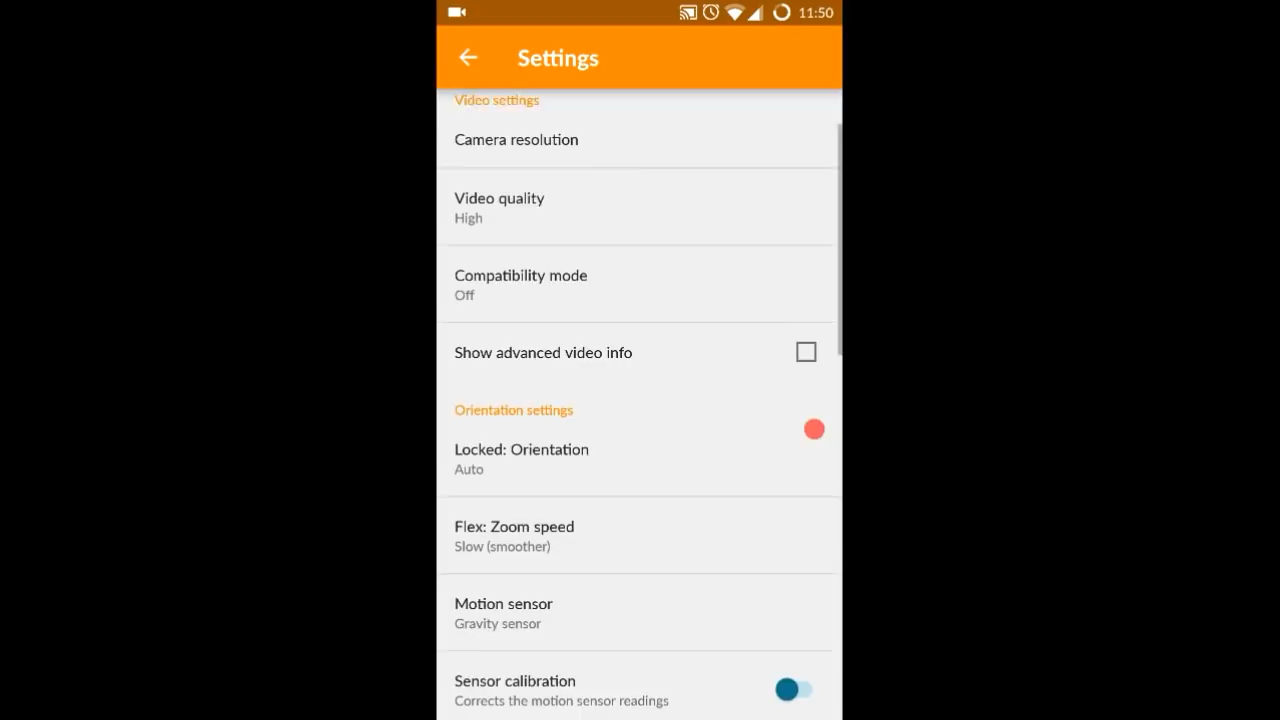 11:50
Settings
Video settings
Camera resolution
Video quality
High
Compatibility mode
Off
Show advanced video info
Orientation settings
Locked: Orientation
Auto
Flex: Zoom speed
Slow (smoother)
Motion sensor
Gravity sensor
Sensor calibration
Corrects the motion sensor readings